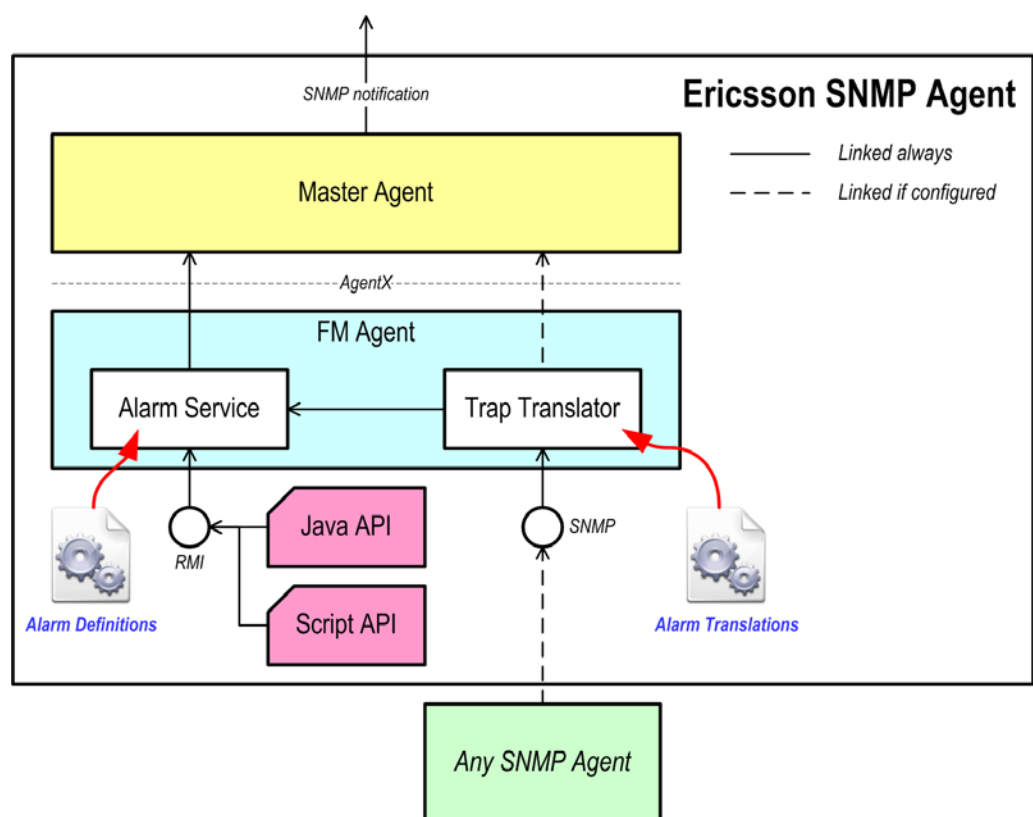 SNMP notification
Ericsson SNMP Agent
Linked always
Linked if configured
Master Agent
AgentX
FM Agent
Alarm Service
Trap Translator
Java API
RMI
SNMP
Script API
Alarm Definitions
Alarm Translations
Any SNMP Agent